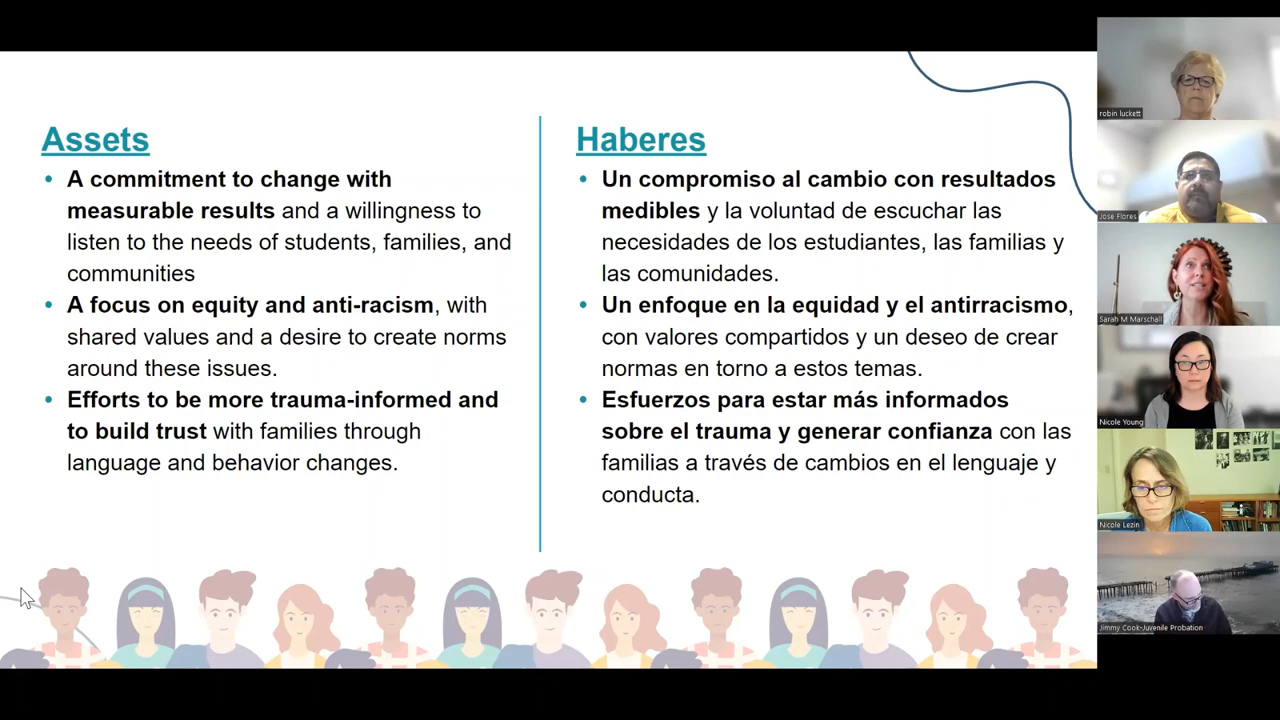 Assets
• A commitment to change with
measurable results and a willingness to
listen to the needs of students, families, and
communities
• A focus on equity and anti-racism, with
shared values and a desire to create norms
around these issues.
• Efforts to be more trauma-informed and
to build trust with families through
language and behavior changes.
Haberes
• Un compromiso al cambio con resultados
medibles y la voluntad de escuchar las
necesidades de los estudiantes, las familias y
las comunidades.
• Un enfoque en la equidad y el antirracismo,
con valores compartidos y un deseo de crear
normas en torno a estos temas.
• Esfuerzos para estar más informados
sobre el trauma y generar confianza con las
familias a través de cambios en el lenguaje y
conducta.
robin luckett
Jose Flores
Sarah M Marschall
Nicole Young
Nicole Lezin
Jimmy Cook-Juvenile Probation